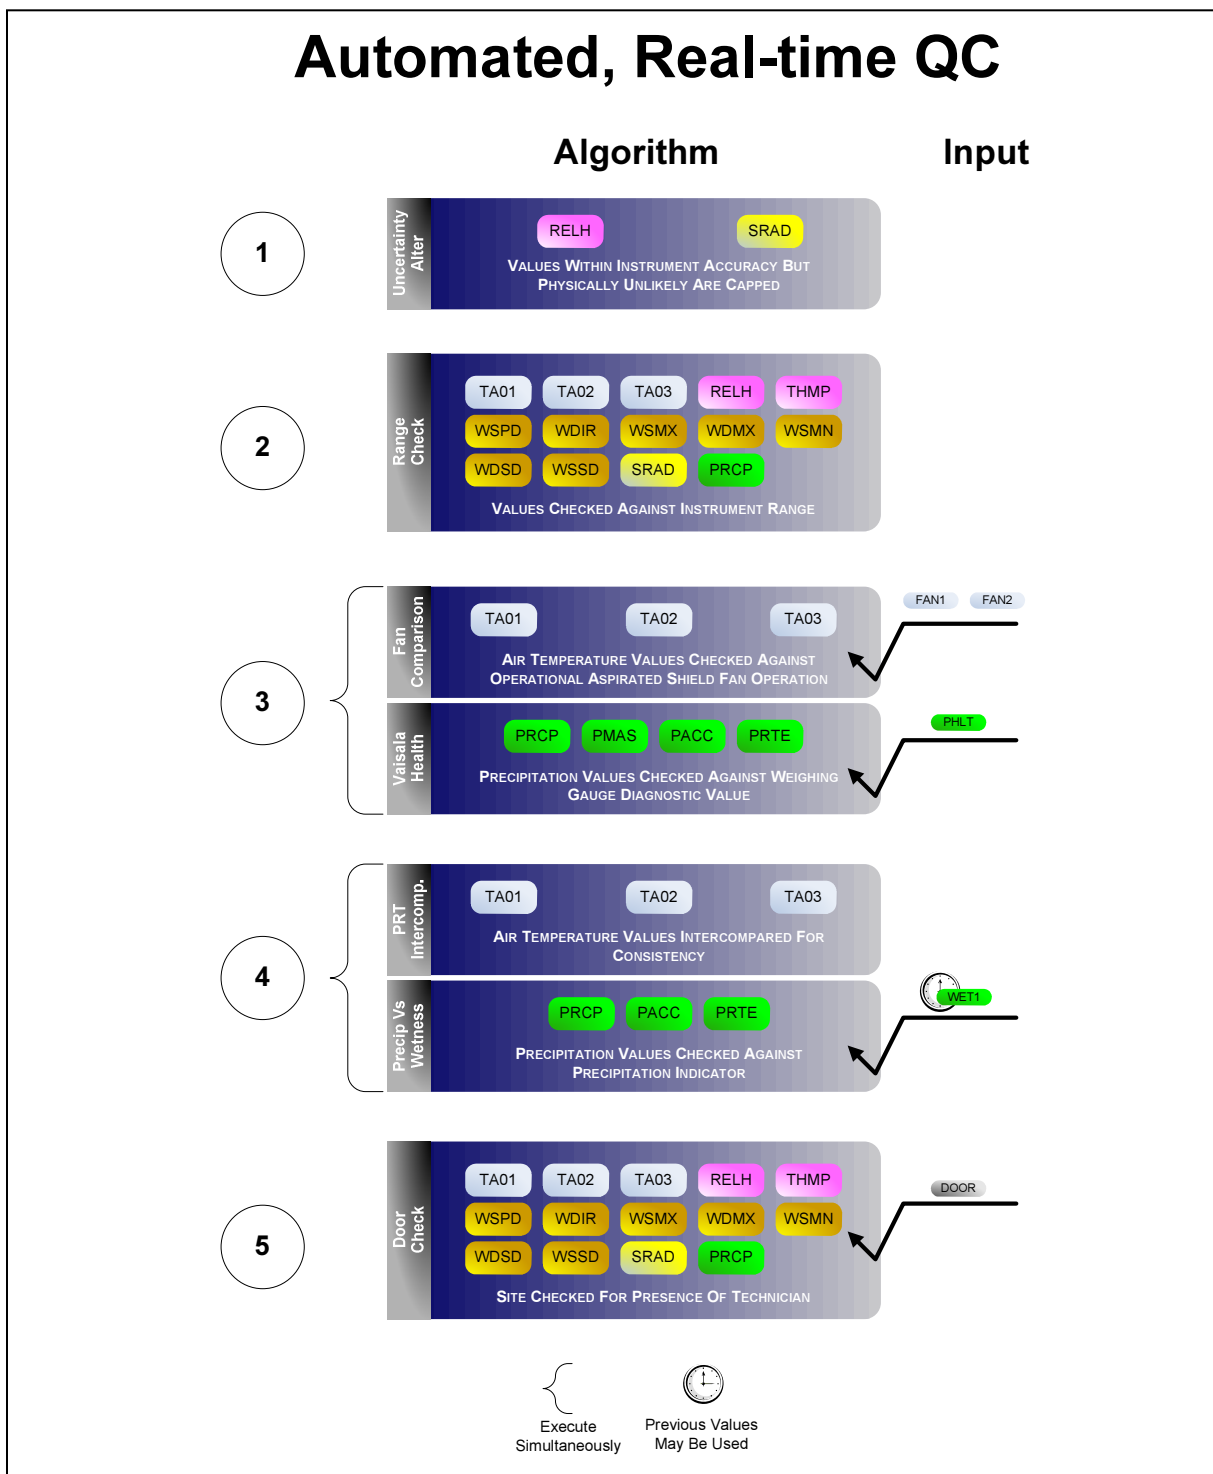 Automated, Real-time QC
Algorithm
Input
1
Uncertainty
Alter
RELH
SRAD
VALUES WITHIN INSTRUMENT ACCURACY BUT
PHYSICALLY UNLIKELY ARE CAPPED
2
Range
Check
TA01 TA02 TA03 RELH THMP
WSPD WDIR WSMX WDMX WSMN
WDSD WSSD SRAD PRCP
VALUES CHECKED AGAINST INSTRUMENT RANGE
3
Fan
Comparison
TA01 TA02 TA03
AIR TEMPERATURE VALUES CHECKED AGAINST
OPERATIONAL ASPIRATED SHIELD FAN OPERATION
FAN1 FAN2
Vaisala
Health
PRCP PMAS PACC PRTE
PRECIPITATION VALUES CHECKED AGAINST WEIGHING
GAUGE DIAGNOSTIC VALUE
PHLT
4
PRT
Intercomp.
TA01 TA02 TA03
AIR TEMPERATURE VALUES INTERCOMPARED FOR
CONSISTENCY
Precip Vs
Wetness
PRCP PACC PRTE
PRECIPITATION VALUES CHECKED AGAINST
PRECIPITATION INDICATOR
WET1
5
Door
Check
TA01 TA02 TA03 RELH THMP
WSPD WDIR WSMX WDMX WSMN
WDSD WSSD SRAD PRCP
SITE CHECKED FOR PRESENCE OF TECHNICIAN
DOOR
Execute
Simultaneously
Previous Values
May Be Used